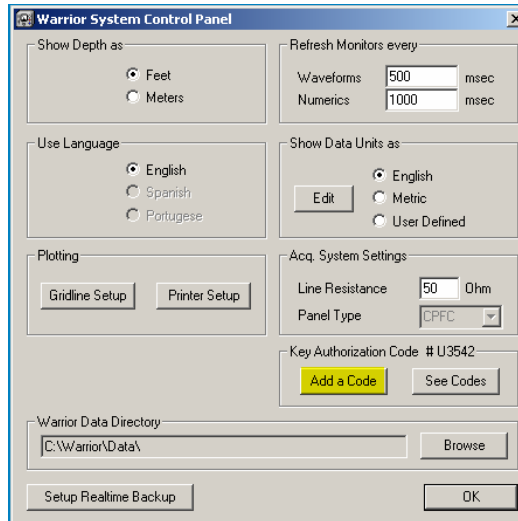 Warrior System Control Panel
Show Depth as
Feet
Meters
Refresh Monitors every
Waveforms 500 msec
Numerics 1000 msec
Use Language
English
Spanish
Portugese
Show Data Units as
Edit
English
Metric
User Defined
Plotting
Gridline Setup Printer Setup
Acq. System Settings
Line Resistance 50 Ohm
Panel Type CPFC
Key Authorization Code # U3542
Add a Code See Codes
Warrior Data Directory
C:\Warrior\Data\ Browse
Setup Realtime Backup OK